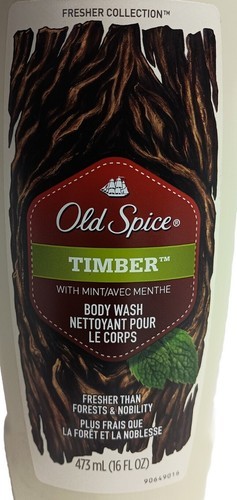 FRESHER COLLECTION™
Old Spice®
TIMBER™
WITH MINT/AVEC MENTHE
BODY WASH
NETTOYANT POUR
LE CORPS
FRESHER THAN
FORESTS & NOBILITY
PLUS FRAIS QUE
LA FORÊT ET LA NOBLESSE
473 mL (16 FL OZ)
90649016